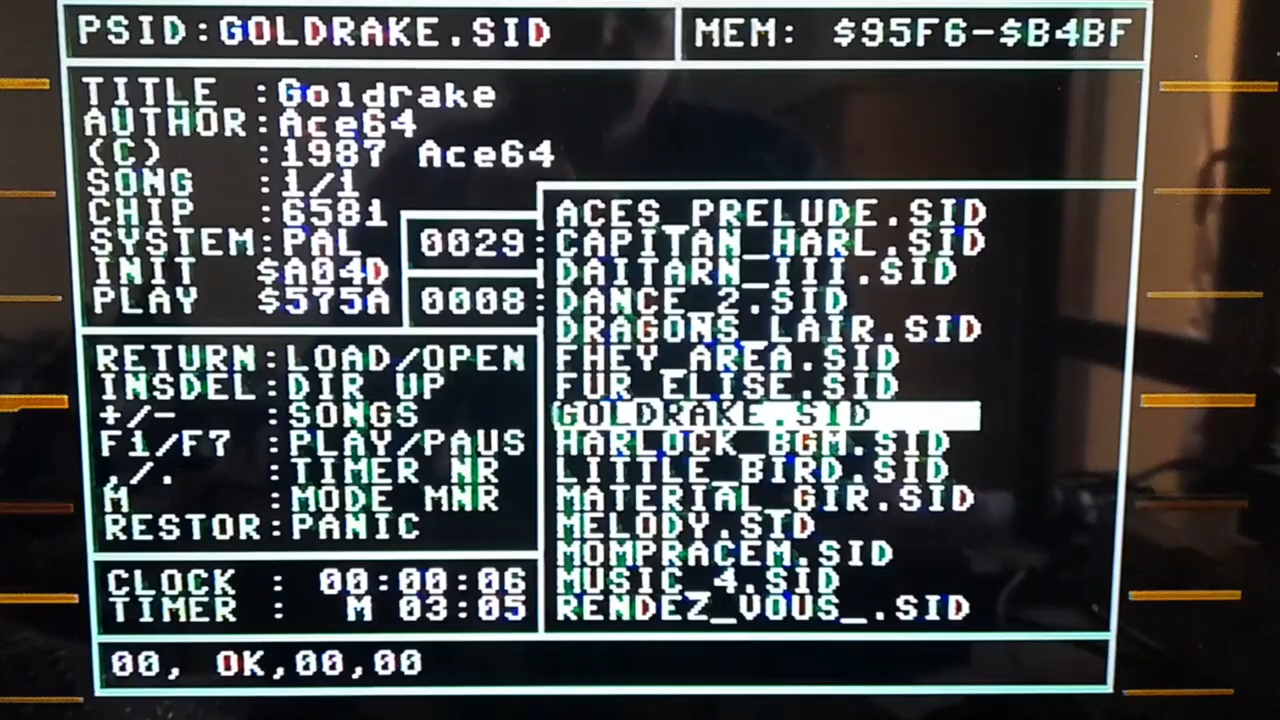 PSID:GOLDRAKE.SID
MEM: $95F6-$B4BF
TITLE :Goldrake
AUTHOR:Ace64
(C) :1987 Ace64
SONG :1/1
CHIP :6581
SYSTEM:PAL
INIT $A04D
PLAY $575A
0029:
0008:
ACES_PRELUDE.SID
CAPITAN_HARL.SID
DAITARN_III.SID
DANCE_2.SID
DRAGONS_LAIR.SID
FHEY_AREA.SID
FUR_ELISE.SID
GOLDRAKE.SID
HARLOCK_BGM.SID
LITTLE_BIRD.SID
MATERIAL_GIR.SID
MELODY.SID
MOMPRACEM.SID
MUSIC_4.SID
RENDEZ_VOUS_.SID
RETURN:LOAD/OPEN
INSDEL:DIR UP
+/- :SONGS
F1/F7 :PLAY/PAUS
,/. :TIMER NR
M :MODE MNR
RESTOR:PANIC
CLOCK : 00:00:06
TIMER : M 03:05
00, OK,00,00